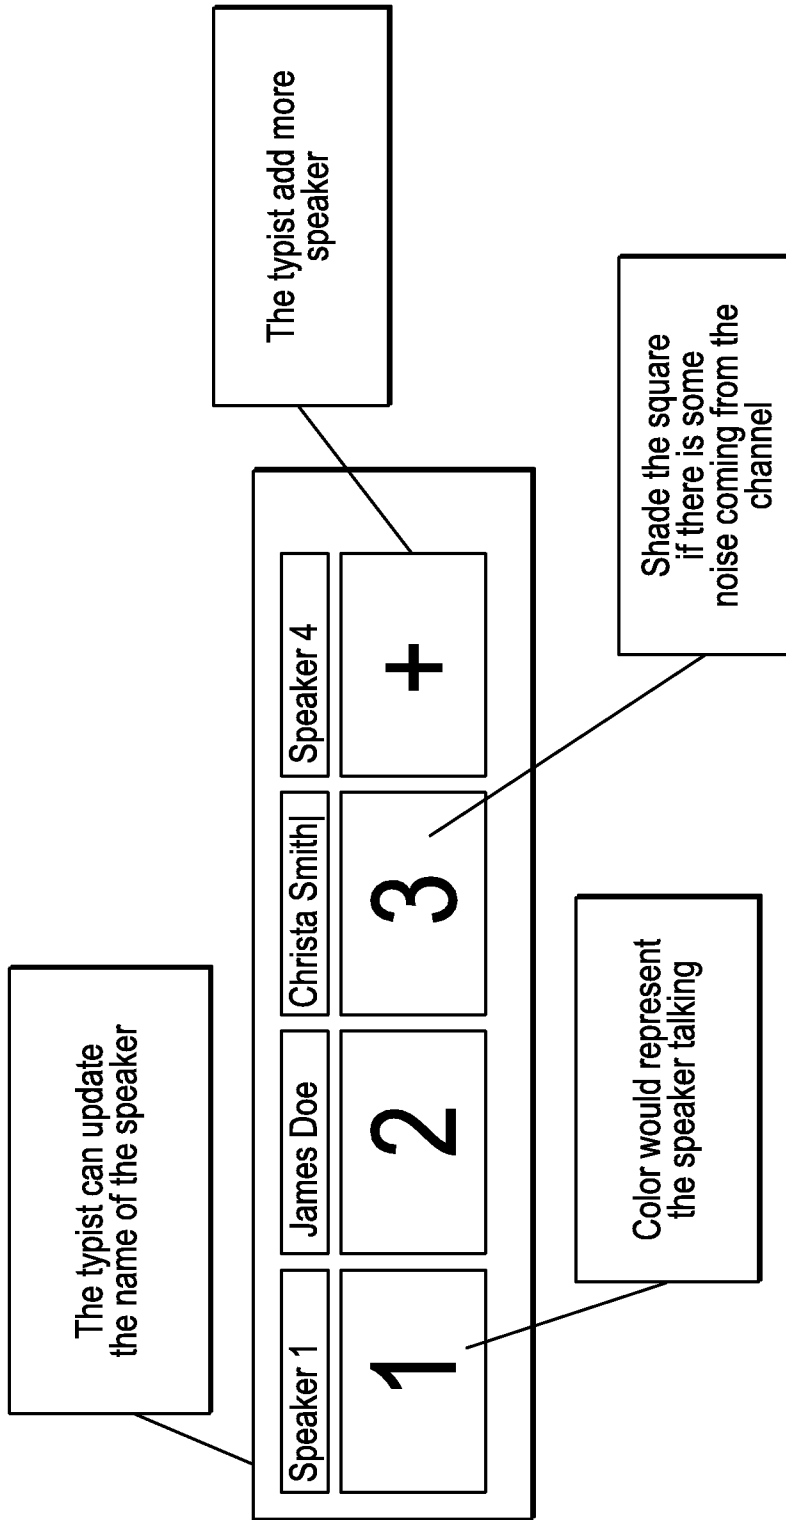 The typist can update
the name of the speaker
The typist add more
speaker
Speaker 1
James Doe
Christa Smith|
Speaker 4
1
2
3
+
Color would represent
the speaker talking
Shade the square
if there is some
noise coming from the
channel